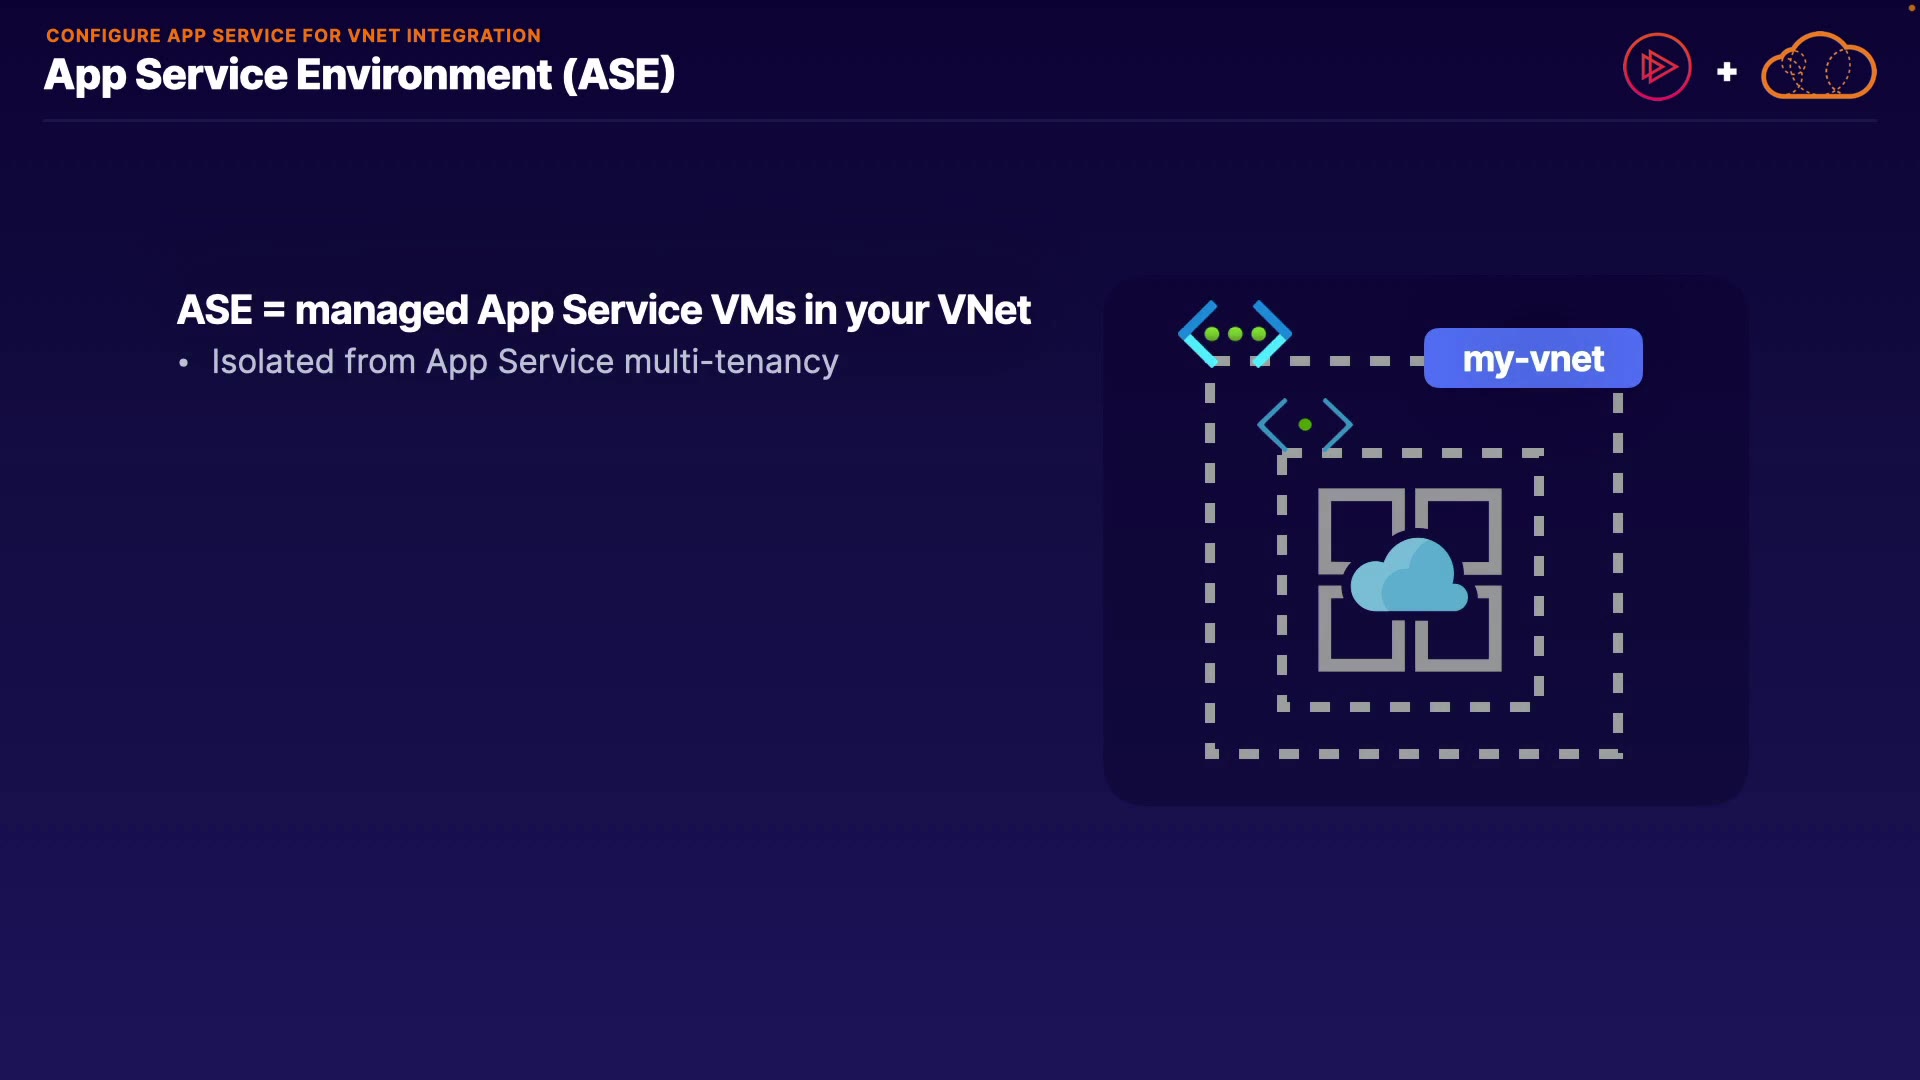 CONFIGURE APP SERVICE FOR VNET INTEGRATION
App Service Environment (ASE)
ASE = managed App Service VMs in your VNet
• Isolated from App Service multi-tenancy
my-vnet